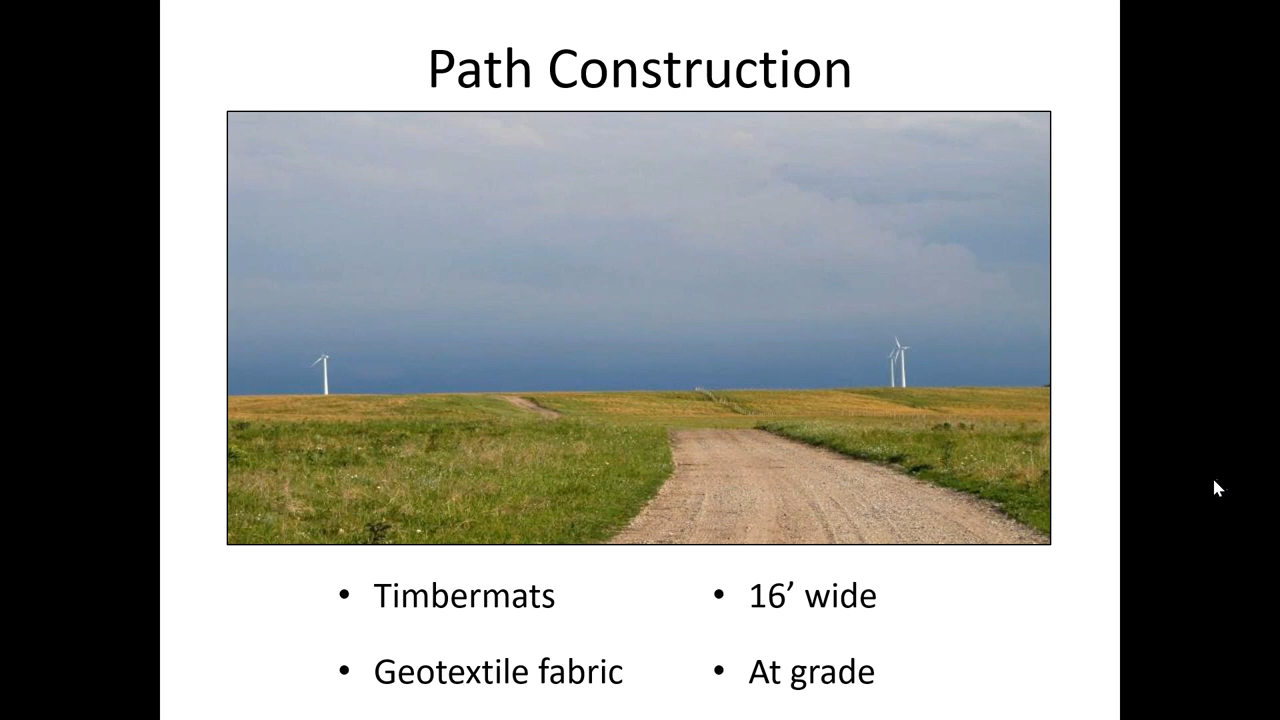 Path Construction
• Timbermats
• Geotextile fabric
• 16’ wide
• At grade